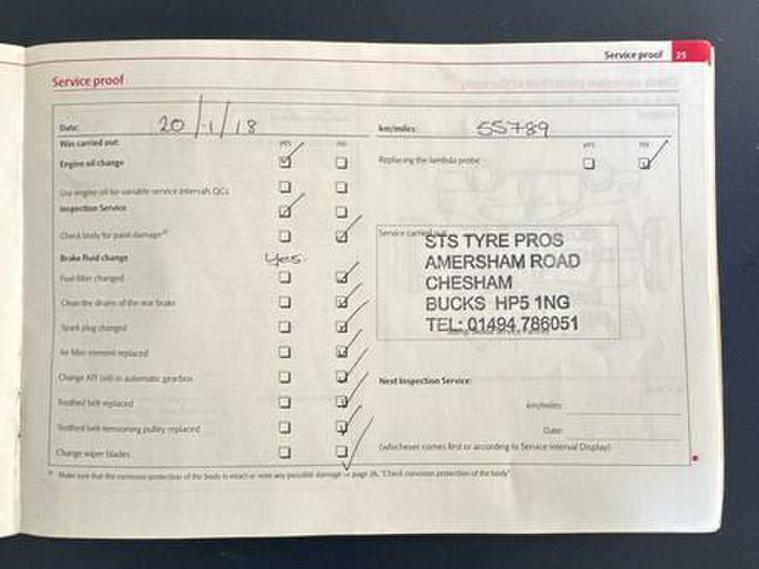 Service proof 25
Service proof
Date: 20/1/18
km/miles: 55789
Was carried out: yes no
yes no
Engine oil change
Replacing the lambda probe
Use engine oil for variable service intervals QG1
Inspection Service
Check body for paint damage
Service carried out:
STS TYRE PROS
AMERSHAM ROAD
CHESHAM
BUCKS HP5 1NG
TEL: 01494 786051
Brake fluid change yes.
Fuel filter changed
Clean the drums of the rear brake
Spark plug changed
Air filter element replaced
Change ATF (oil) in automatic gearbox
Next Inspection Service:
Toothed belt replaced
km/miles:
Toothed belt-tensioning pulley replaced
Date:
(whichever comes first or according to Service Interval Display)
Change wiper blades
Make sure that the corrosion protection of the body is intact or note any possible damage → page 26, "Check corrosion protection of the body".